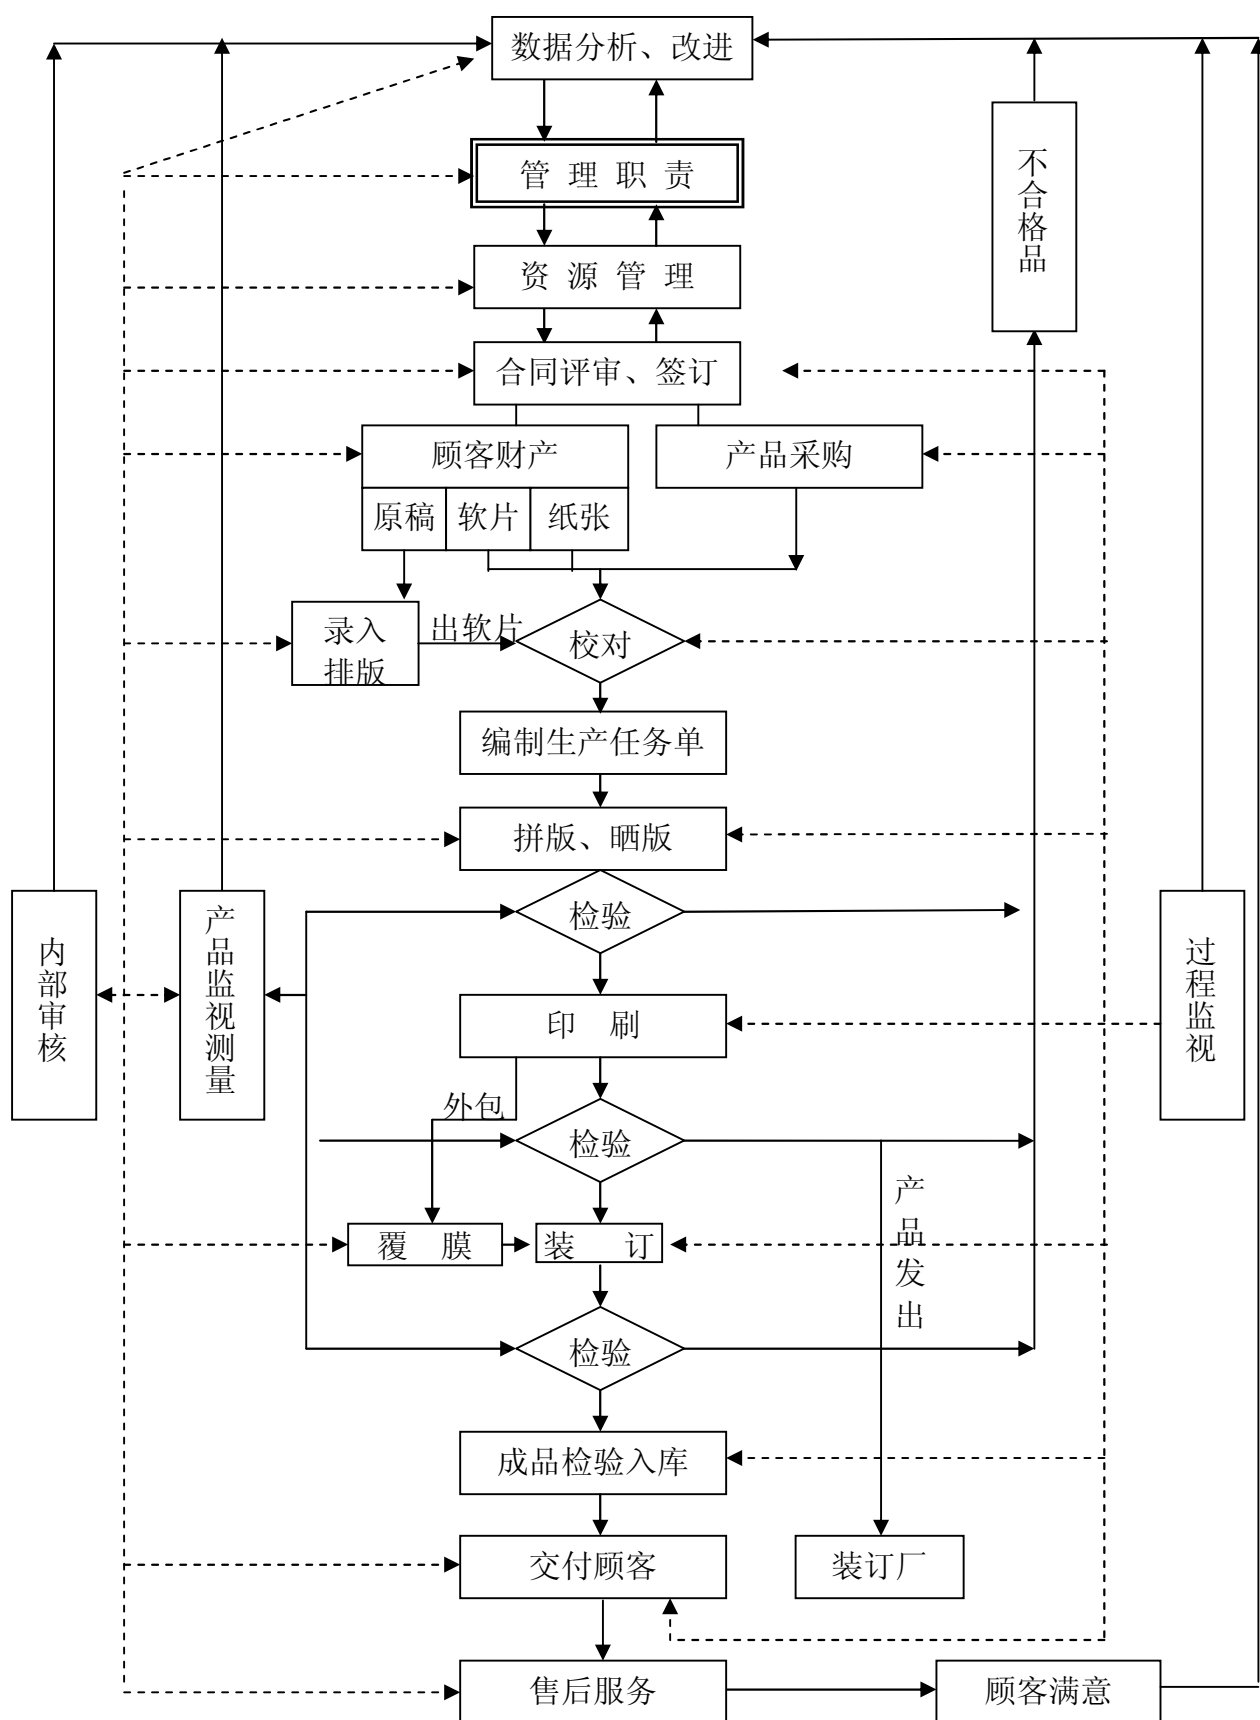 数据分析、改进
管 理 职 责
不合格品
资 源 管 理
合同评审、签订
顾客财产
产品采购
原稿
软片
纸张
录入
排版
出软片
校对
编制生产任务单
拼版、晒版
检验
内部审核
产品监视测量
过程监视
印 刷
外包
检验
产品发出
覆 膜
装 订
检验
成品检验入库
交付顾客
装订厂
售后服务
顾客满意